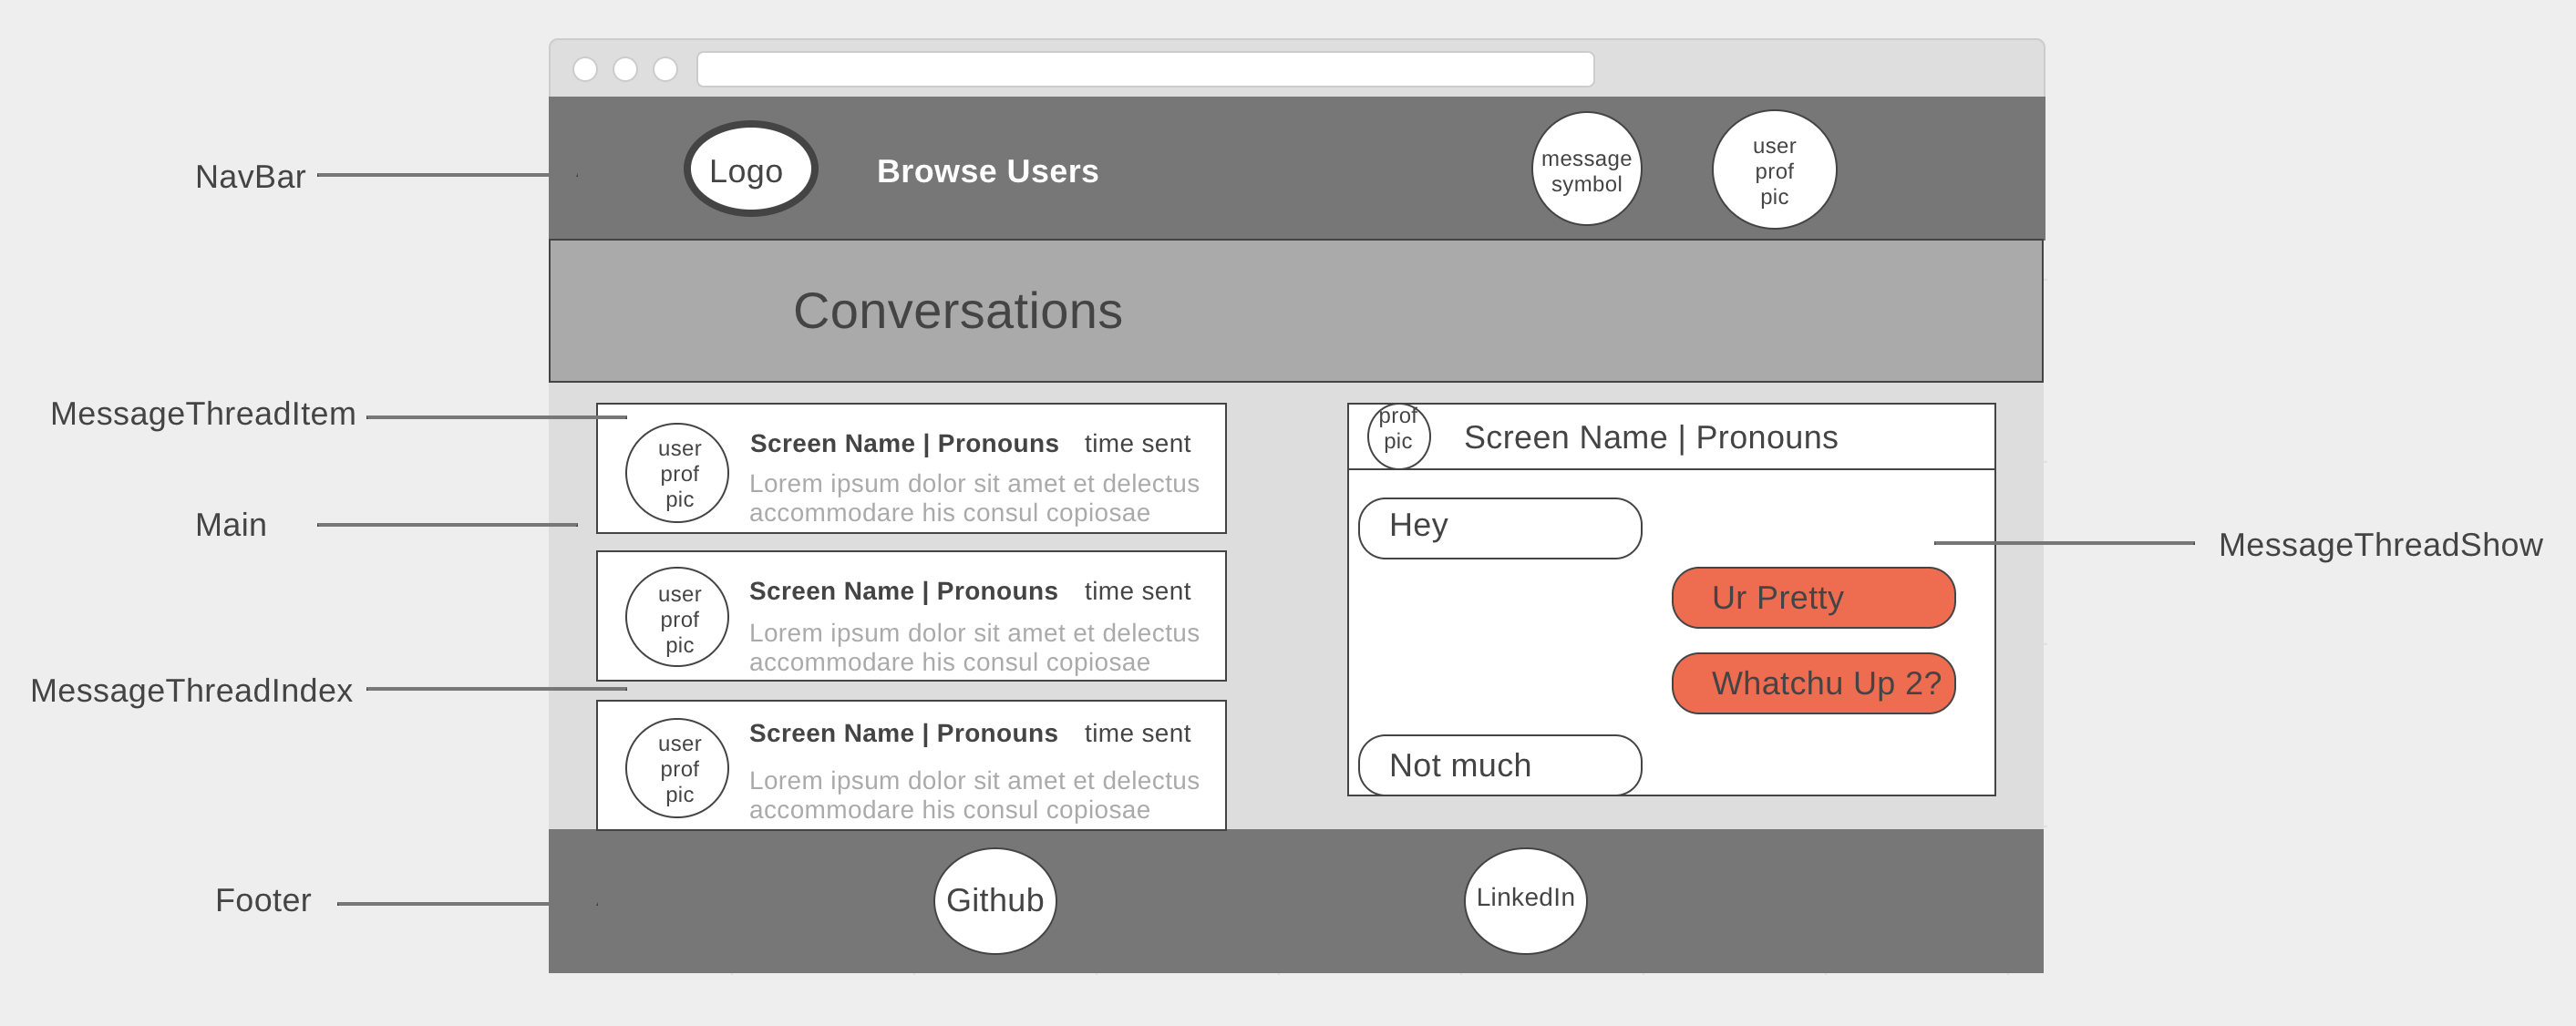 NavBar
Logo
Browse Users
message
symbol
user
prof
pic
Conversations
MessageThreadItem
user
prof
pic
Screen Name | Pronouns
time sent
Lorem ipsum dolor sit amet et delectus
accommodare his consul copiosae
Main
user
prof
pic
Screen Name | Pronouns
time sent
Lorem ipsum dolor sit amet et delectus
accommodare his consul copiosae
MessageThreadIndex
user
prof
pic
Screen Name | Pronouns
time sent
Lorem ipsum dolor sit amet et delectus
accommodare his consul copiosae
prof
pic
Screen Name | Pronouns
Hey
Ur Pretty
Whatchu Up 2?
Not much
MessageThreadShow
Footer
Github
LinkedIn